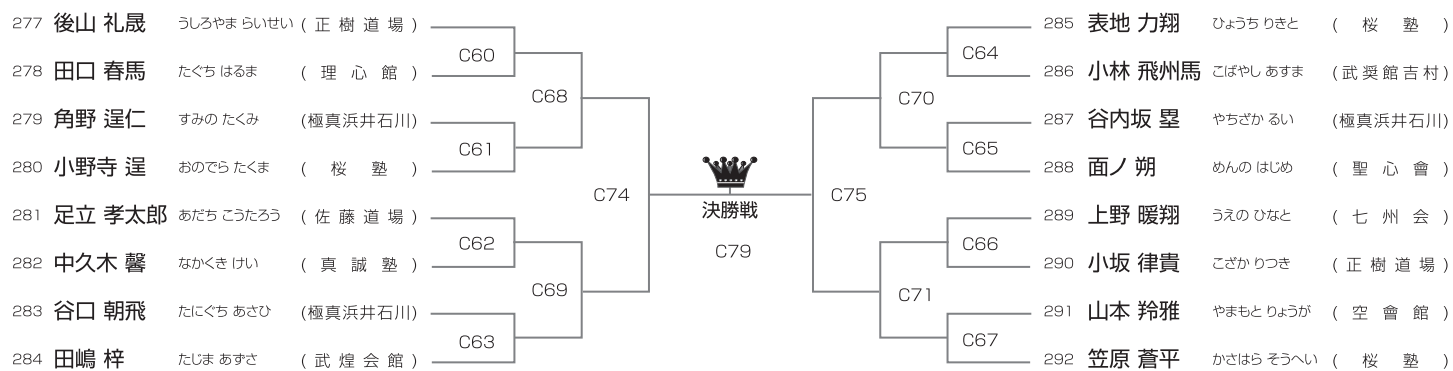 277 後山 礼晟 うしろやま らいせい (正樹道場)
C60
278 田口 春馬 たぐち はるま (理心館)
C68
279 角野 逞仁 すみの たくみ (極真浜井石川)
C61
280 小野寺 逞 おのでら たくま (桜塾)
C74
281 足立 孝太郎 あだち こうたろう (佐藤道場)
C62
282 中久木 馨 なかくき けい (真誠塾)
C69
283 谷口 朝飛 たにぐち あさひ (極真浜井石川)
C63
284 田嶋 梓 たじま あずさ (武煌会館)
決勝戦
C79
285 表地 力翔 ひょうち りきと (桜塾)
C64
286 小林 飛州馬 こばやし あすま (武奨館吉村)
C70
287 谷内坂 塁 やちざか るい (極真浜井石川)
C65
288 面ノ 朔 めんの はじめ (聖心會)
C75
289 上野 暖翔 うえの ひなと (七州会)
C66
290 小坂 律貴 こざか りつき (正樹道場)
C71
291 山本 羚雅 やまもと りょうが (空會館)
C67
292 笠原 蒼平 かさはら そうへい (桜塾)